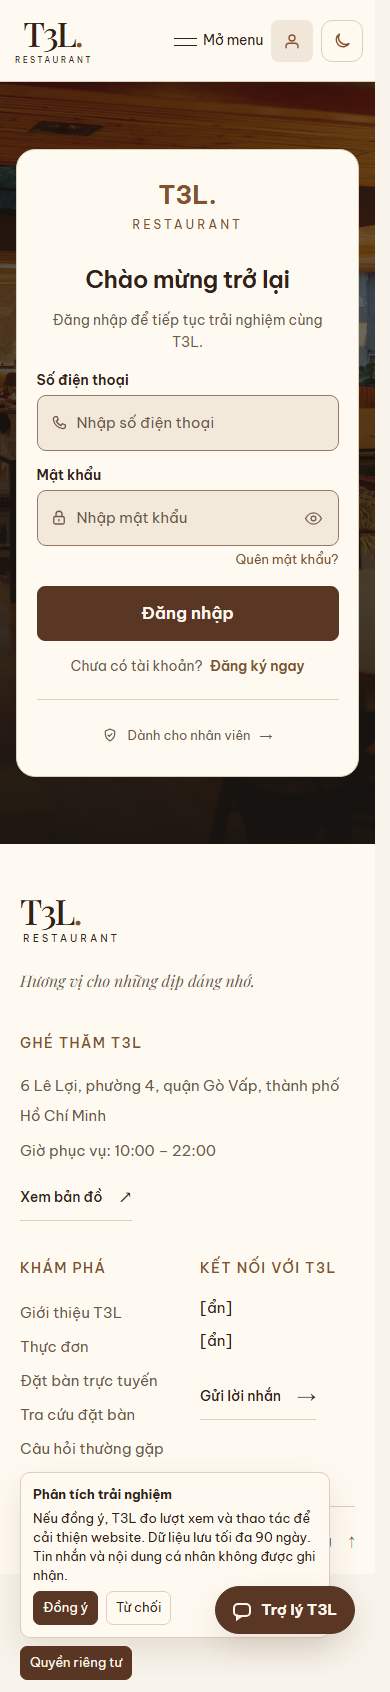 T3L.
RESTAURANT
Mở menu
T3L.
RESTAURANT
Chào mừng trở lại
Đăng nhập để tiếp tục trải nghiệm cùng
T3L.
Số điện thoại
Nhập số điện thoại
Mật khẩu
Nhập mật khẩu
Quên mật khẩu?
Đăng nhập
Chưa có tài khoản? Đăng ký ngay
Dành cho nhân viên →
T3L.
RESTAURANT
Hương vị cho những dịp đáng nhớ.
GHÉ THĂM T3L
6 Lê Lợi, phường 4, quận Gò Vấp, thành phố
Hồ Chí Minh
Giờ phục vụ: 10:00 – 22:00
Xem bản đồ ↗
KHÁM PHÁ
Giới thiệu T3L
Thực đơn
Đặt bàn trực tuyến
Tra cứu đặt bàn
Câu hỏi thường gặp
KẾT NỐI VỚI T3L
[ẩn]
[ẩn]
Gửi lời nhắn →
↑
Phân tích trải nghiệm
Nếu đồng ý, T3L đo lượt xem và thao tác để
cải thiện website. Dữ liệu lưu tối đa 90 ngày.
Tin nhắn và nội dung cá nhân không được ghi
nhận.
Đồng ý
Từ chối
Trợ lý T3L
Quyền riêng tư